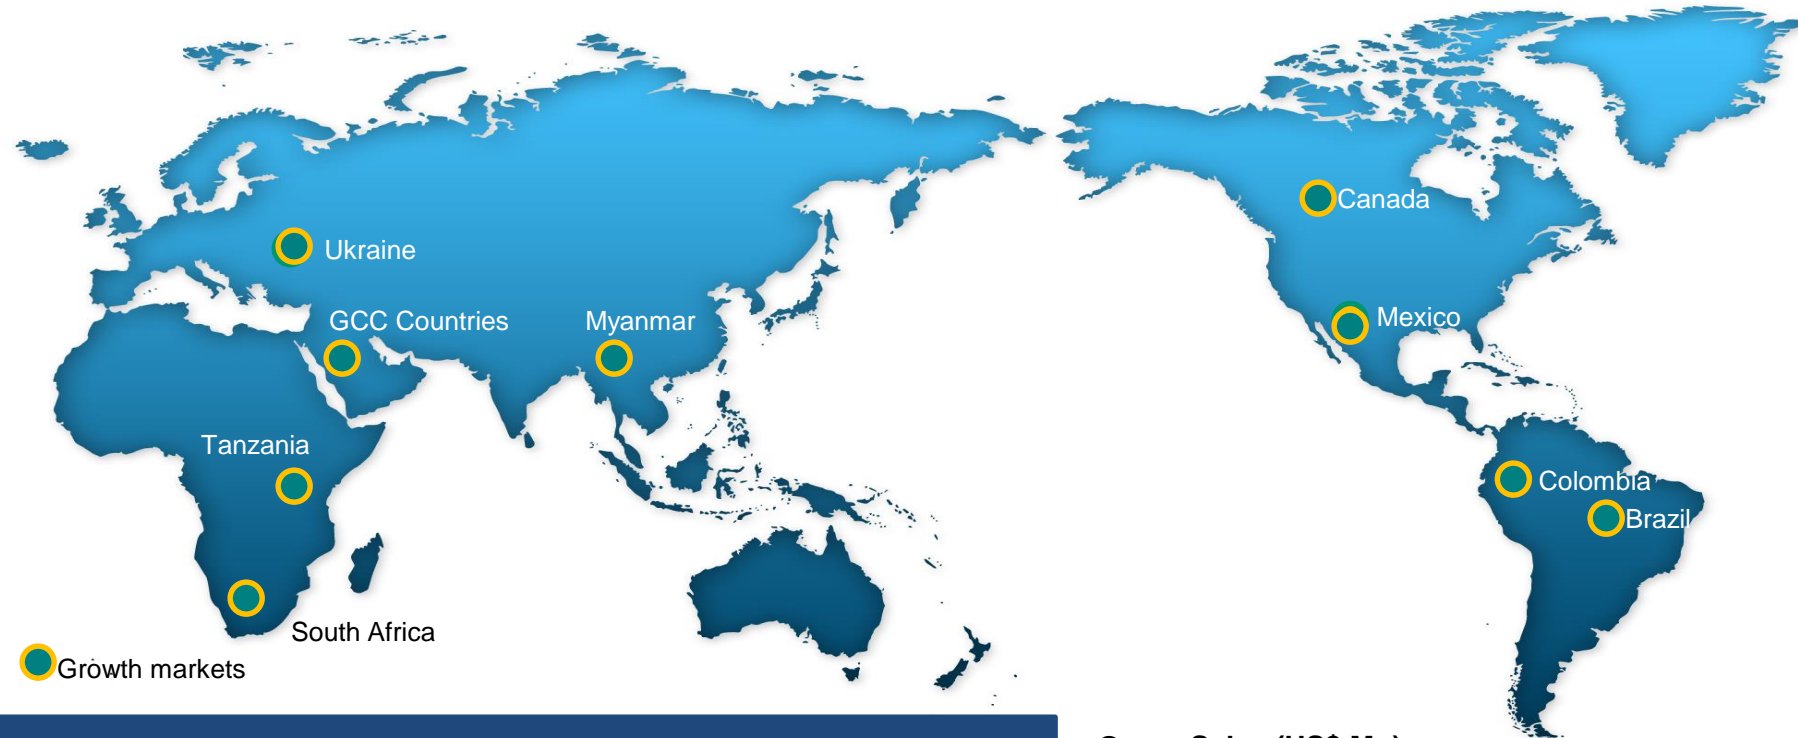 Canada
Ukraine
GCC Countries
Myanmar
Mexico
Tanzania
Colombia
Brazil
South Africa
Growth markets